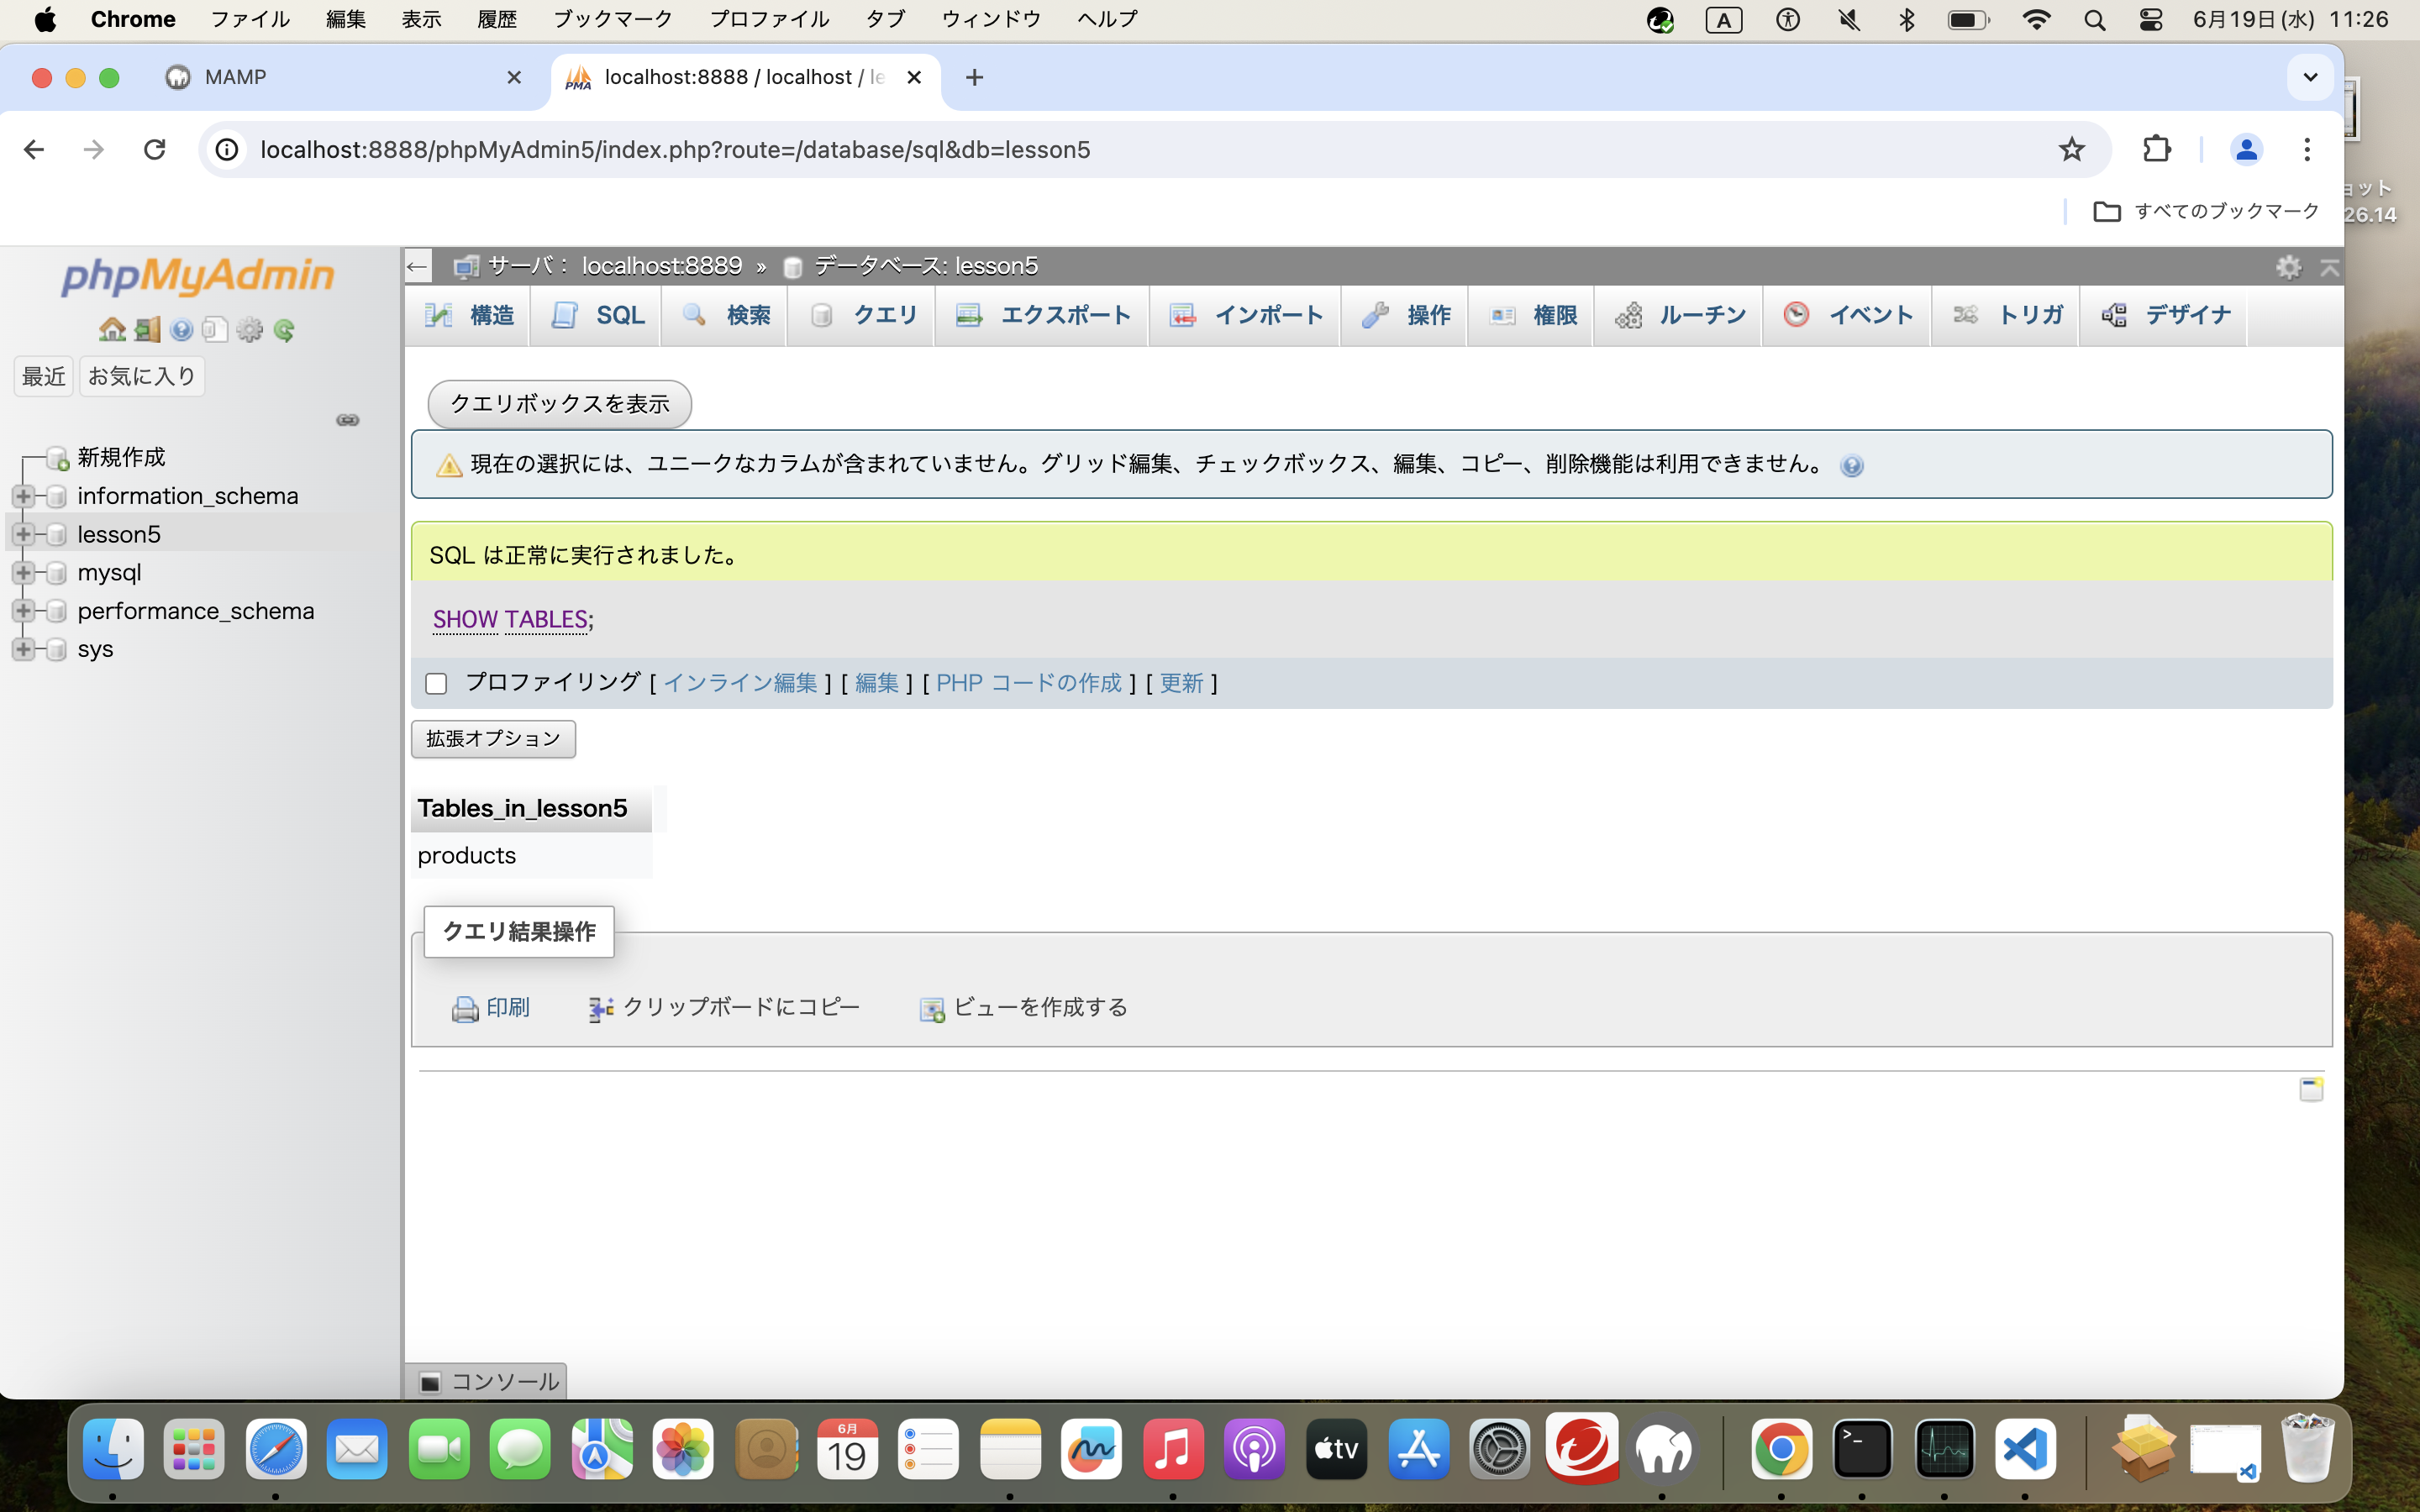 Chrome ファイル 編集 表示 履歴 ブックマーク プロファイル タブ ウィンドウ ヘルプ A 6月19日(水) 11:26
MAMP PMA localhost:8888 / localhost / le
localhost:8888/phpMyAdmin5/index.php?route=/database/sql&db=lesson5
ョット
26.14
すべてのブックマーク
phpMyAdmin
最近 お気に入り
新規作成
information_schema
lesson5
mysql
performance_schema
sys
サーバ: localhost:8889 » データベース: lesson5
構造 SQL 検索 クエリ エクスポート インポート 操作 権限 ルーチン イベント トリガ デザイナ
クエリボックスを表示
現在の選択には、ユニークなカラムが含まれていません。グリッド編集、チェックボックス、編集、コピー、削除機能は利用できません。
SQL は正常に実行されました。
SHOW TABLES;
プロファイリング [ インライン編集 ] [ 編集 ] [ PHP コードの作成 ] [ 更新 ]
拡張オプション
Tables_in_lesson5
products
クエリ結果操作
印刷 クリップボードにコピー ビューを作成する
コンソール
6月
19
tv